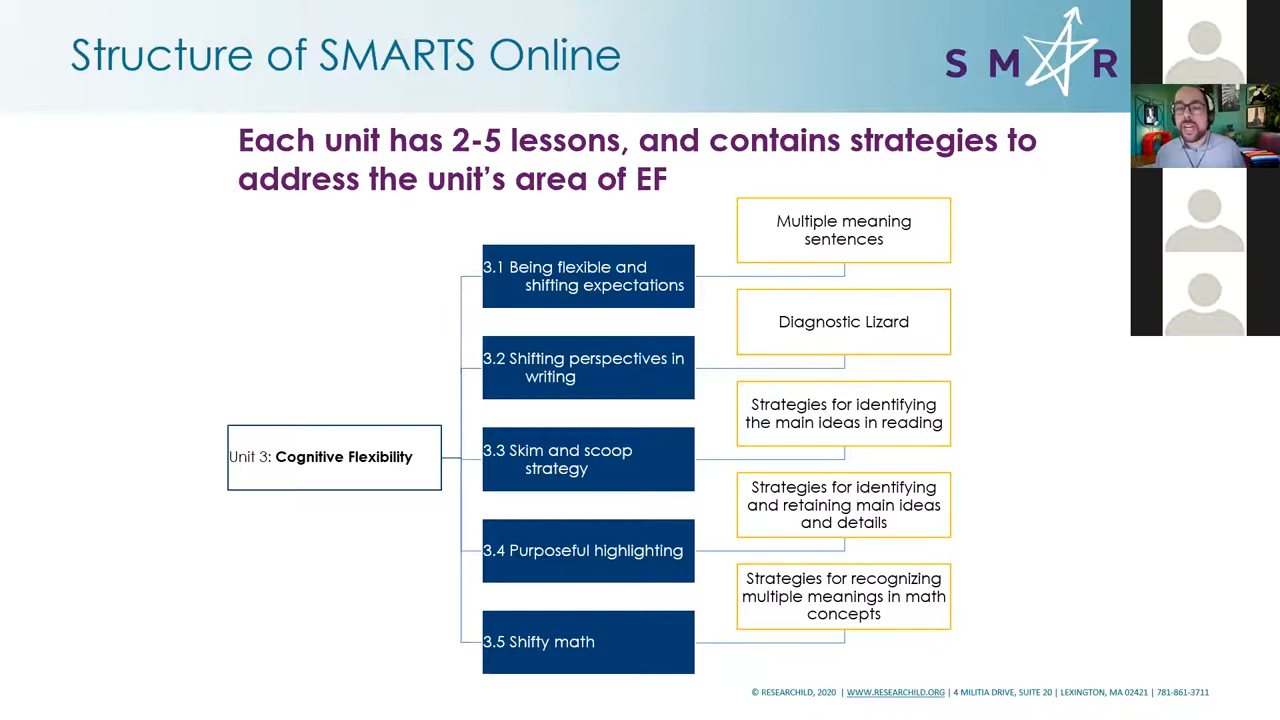 Structure of SMARTS Online
S M R
Each unit has 2-5 lessons, and contains strategies to
address the unit’s area of EF
Unit 3: Cognitive Flexibility
3.1 Being flexible and
shifting expectations
Multiple meaning
sentences
3.2 Shifting perspectives in
writing
Diagnostic Lizard
3.3 Skim and scoop
strategy
Strategies for identifying
the main ideas in reading
3.4 Purposeful highlighting
Strategies for identifying
and retaining main ideas
and details
3.5 Shifty math
Strategies for recognizing
multiple meanings in math
concepts
© RESEARCHILD, 2020 | WWW.RESEARCHILD.ORG | 4 MILITIA DRIVE, SUITE 20 | LEXINGTON, MA 02421 | 781-861-3711